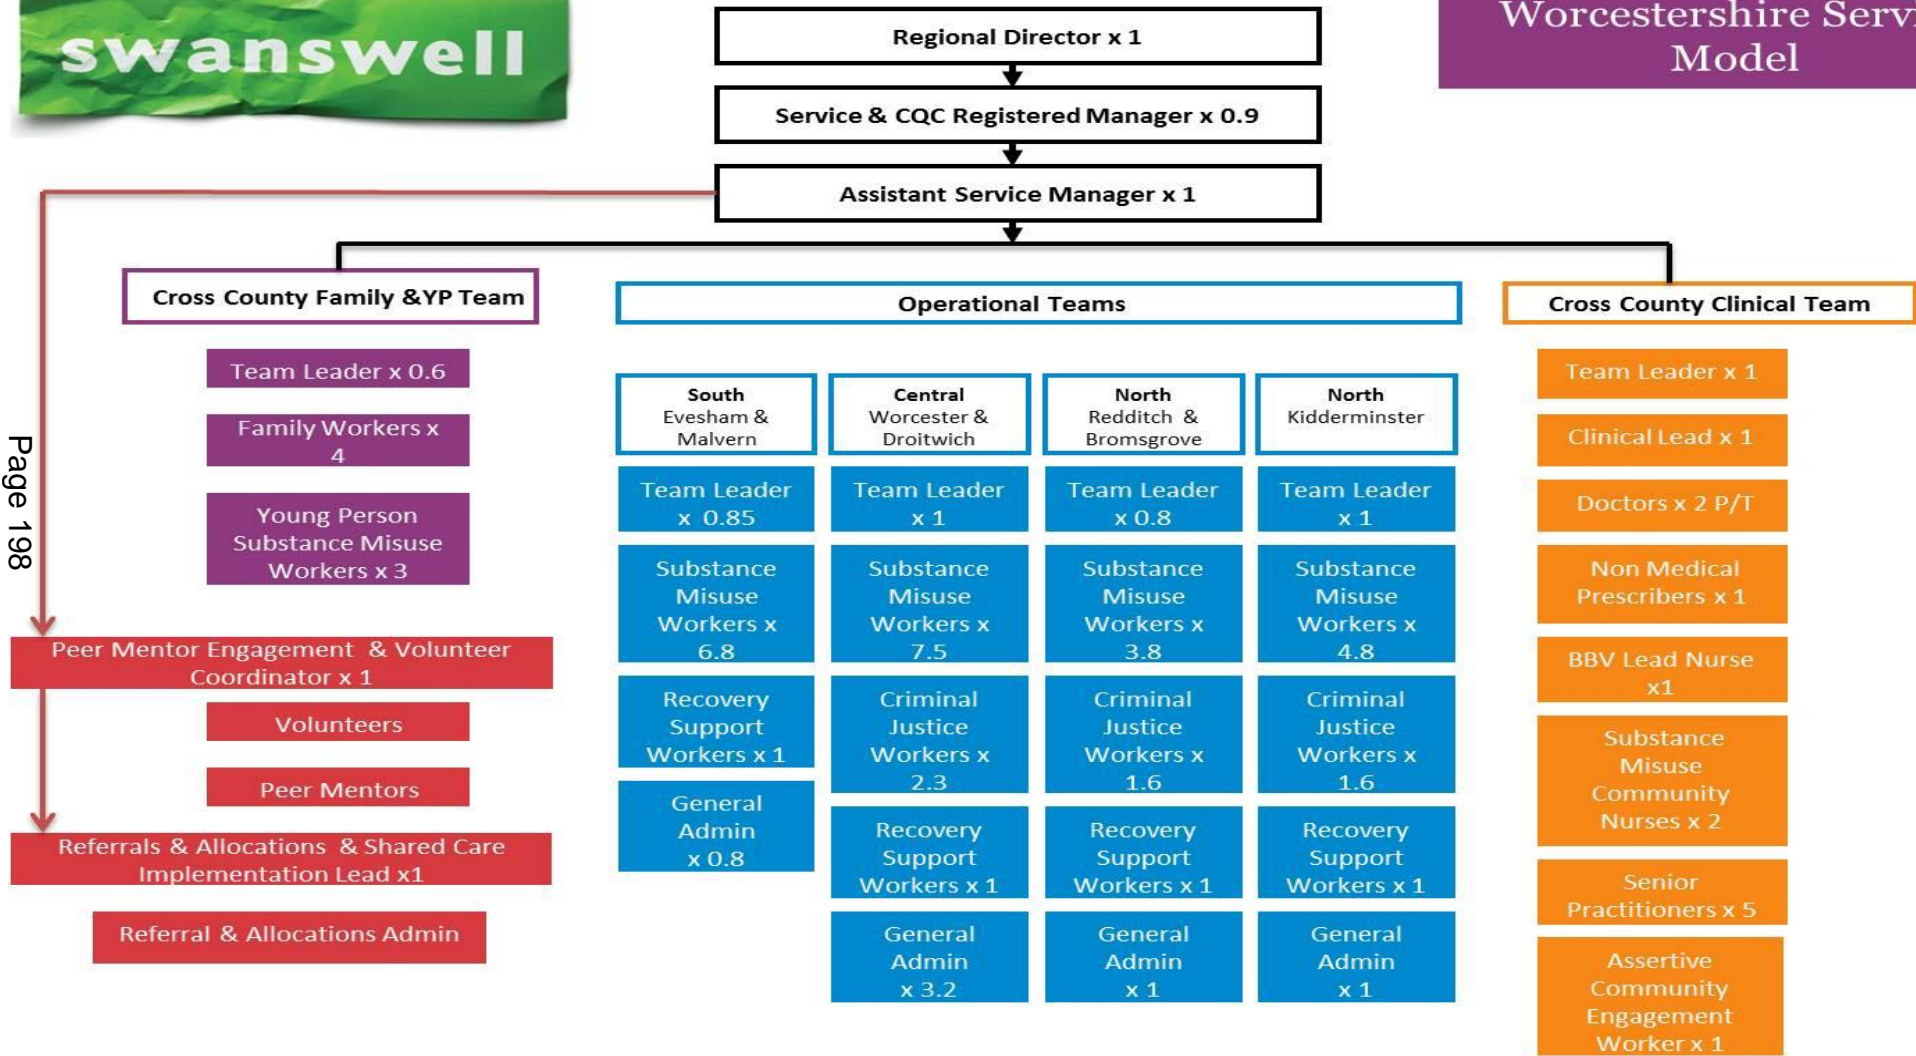 swanswell
Worcestershire Servi
Model
Regional Director x 1
Service & CQC Registered Manager x 0.9
Assistant Service Manager x 1
Page 198
Cross County Family &YP Team
Team Leader x 0.6
Family Workers x
4
Young Person
Substance Misuse
Workers x 3
Peer Mentor Engagement & Volunteer
Coordinator x 1
Volunteers
Peer Mentors
Referrals & Allocations & Shared Care
Implementation Lead x1
Referral & Allocations Admin
Operational Teams
South
Evesham &
Malvern
Team Leader
x 0.85
Substance
Misuse
Workers x
6.8
Recovery
Support
Workers x 1
General
Admin
x 0.8
Central
Worcester &
Droitwich
Team Leader
x 1
Substance
Misuse
Workers x
7.5
Criminal
Justice
Workers x
2.3
Recovery
Support
Workers x 1
General
Admin
x 3.2
North
Redditch &
Bromsgrove
Team Leader
x 0.8
Substance
Misuse
Workers x
3.8
Criminal
Justice
Workers x
1.6
Recovery
Support
Workers x 1
General
Admin
x 1
North
Kidderminster
Team Leader
x 1
Substance
Misuse
Workers x
4.8
Criminal
Justice
Workers x
1.6
Recovery
Support
Workers x 1
General
Admin
x 1
Cross County Clinical Team
Team Leader x 1
Clinical Lead x 1
Doctors x 2 P/T
Non Medical
Prescribers x 1
BBV Lead Nurse
x1
Substance
Misuse
Community
Nurses x 2
Senior
Practitioners x 5
Assertive
Community
Engagement
Worker x 1